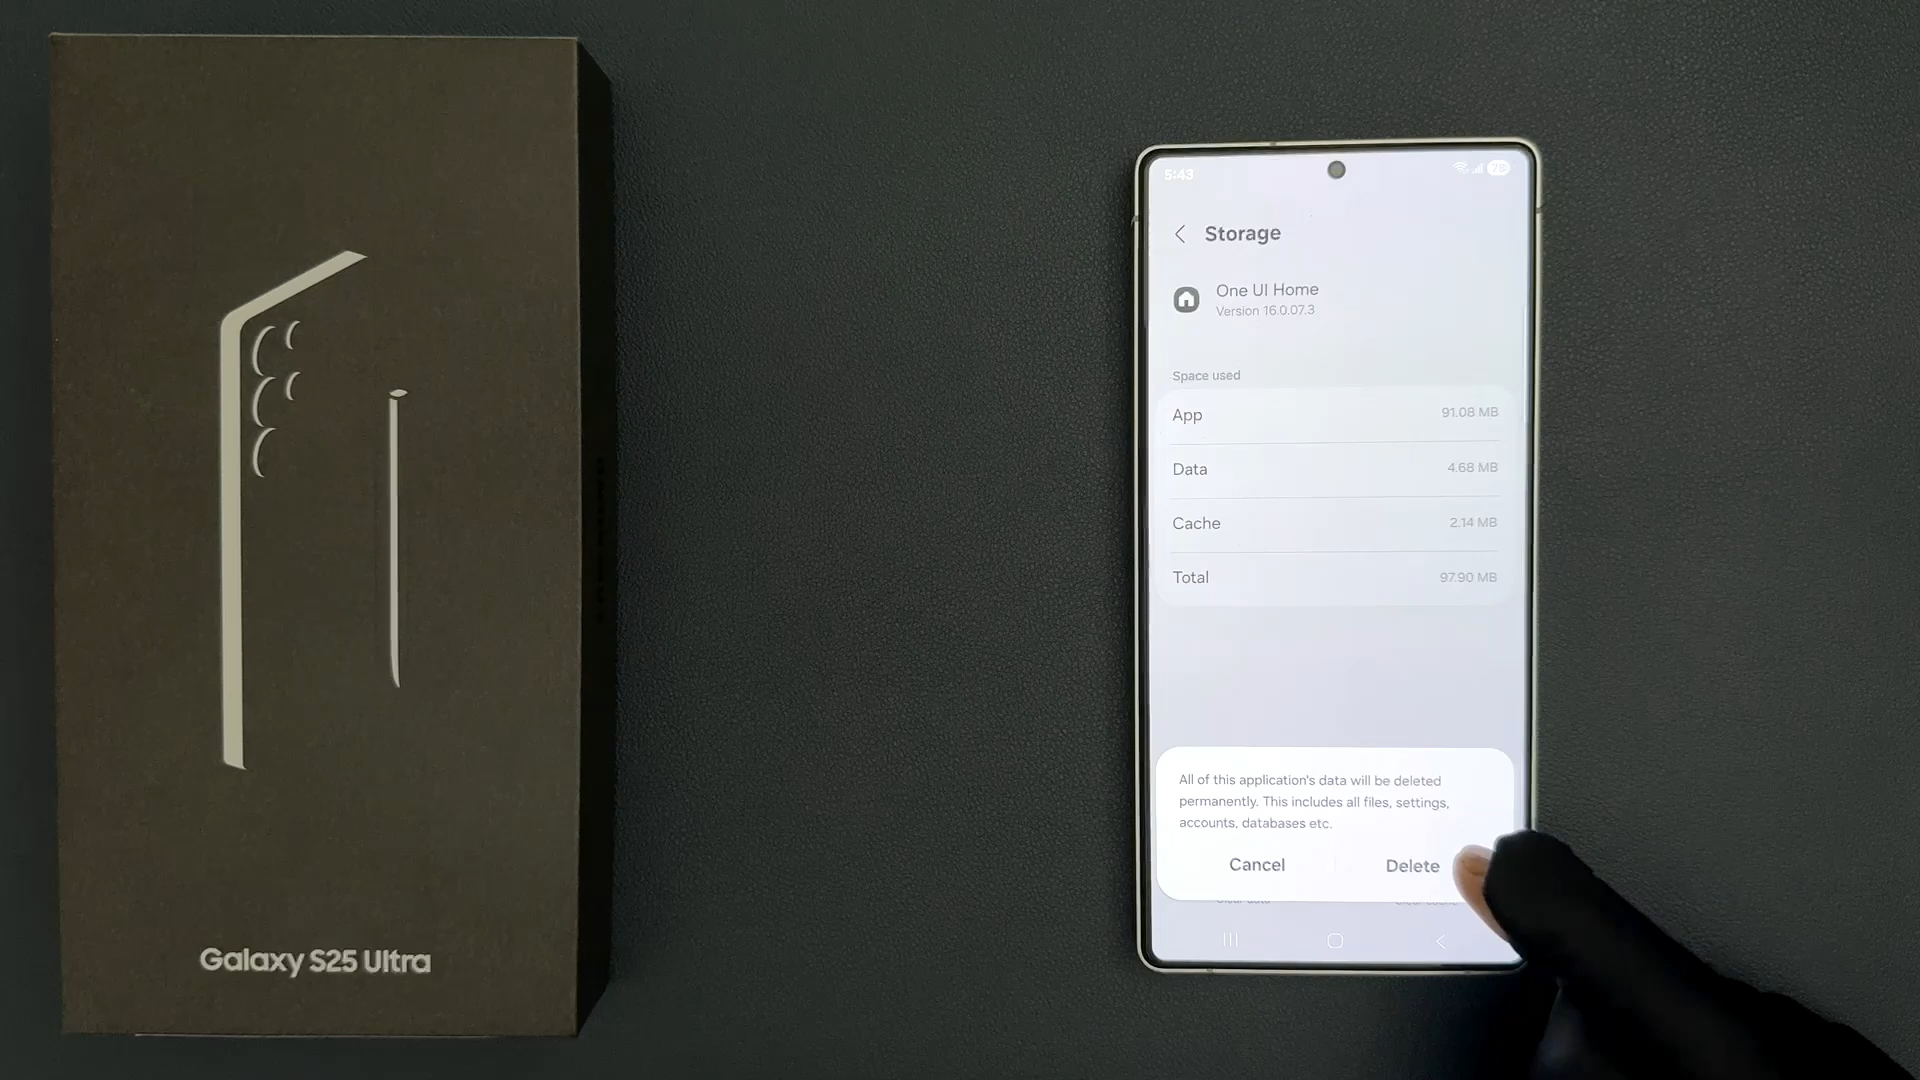 Galaxy S25 Ultra
5:43
Storage
One UI Home
Version 16.0.07.3
Space used
App 91.08 MB
Data 4.68 MB
Cache 2.14 MB
Total 97.90 MB
All of this application's data will be deleted
permanently. This includes all files, settings,
accounts, databases etc.
Cancel Delete